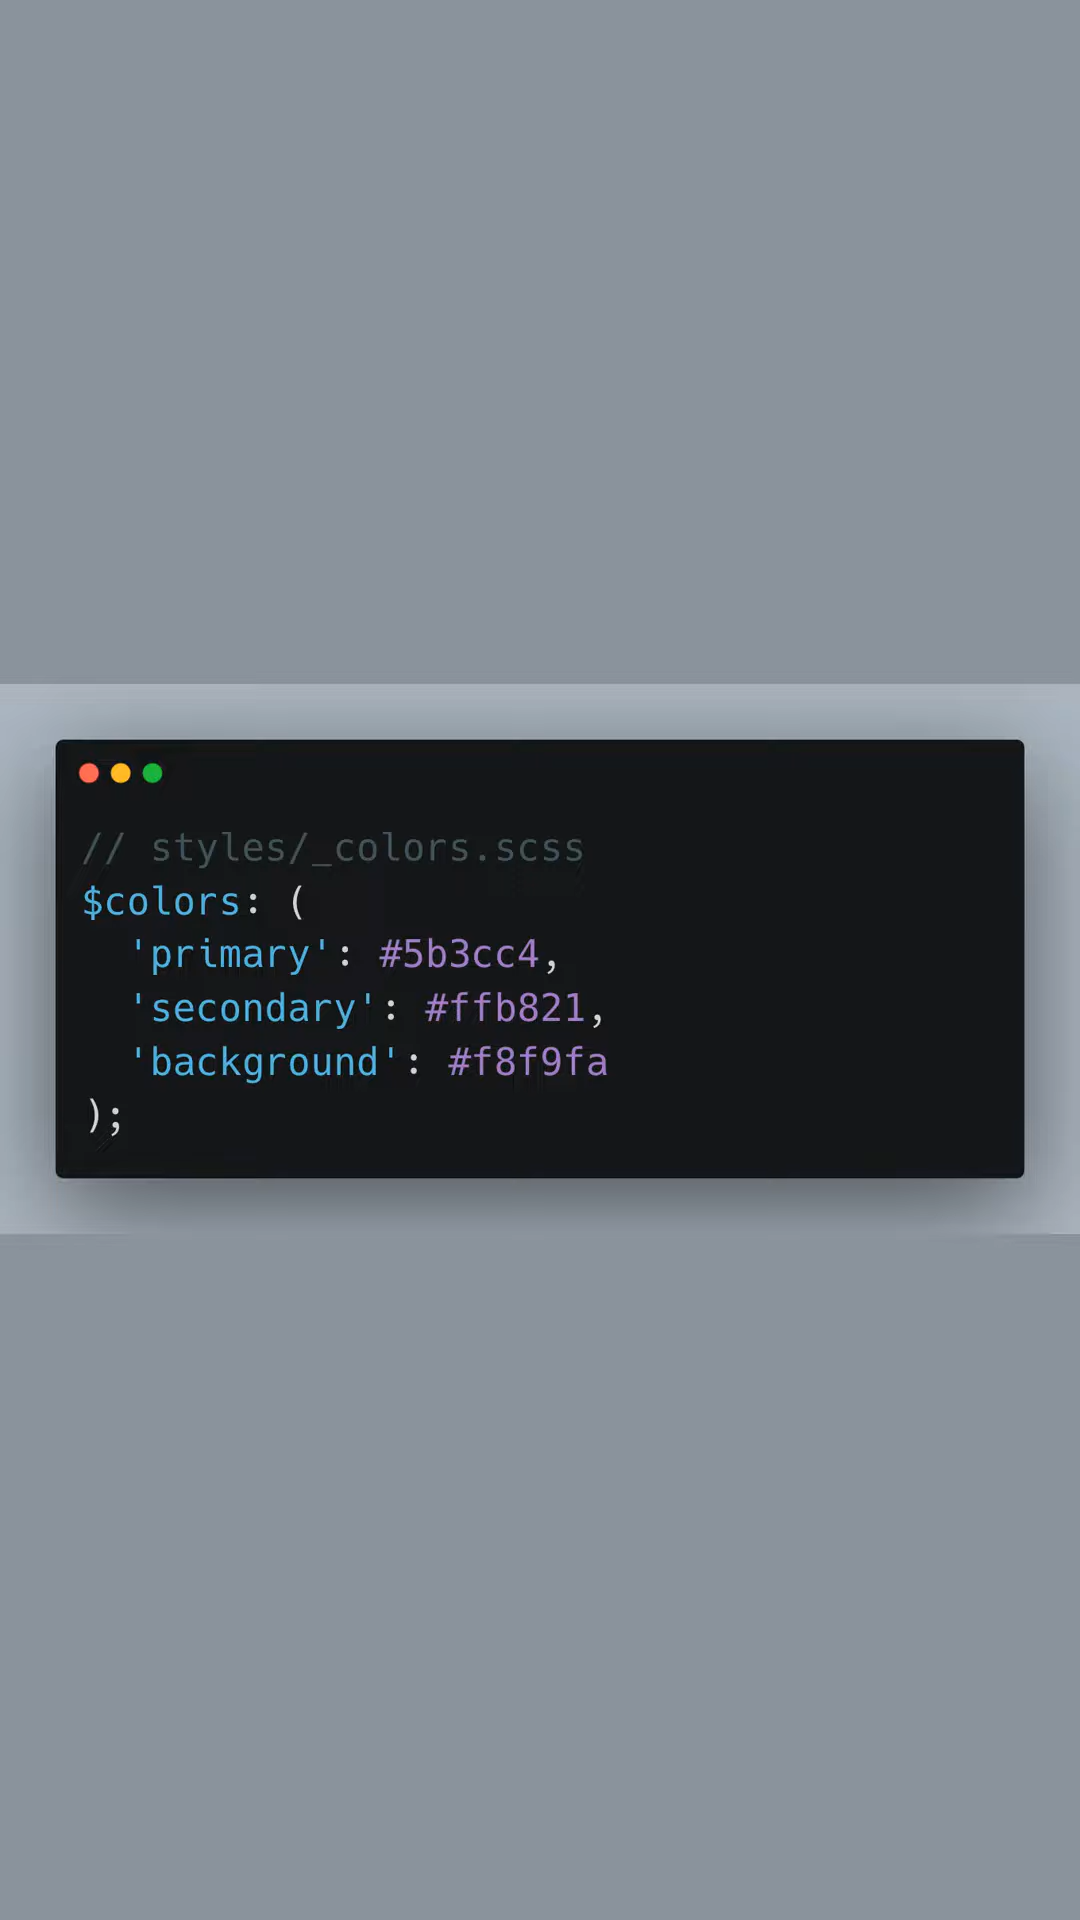 // styles/_colors.scss
$colors: (
  'primary': #5b3cc4,
  'secondary': #ffb821,
  'background': #f8f9fa
);